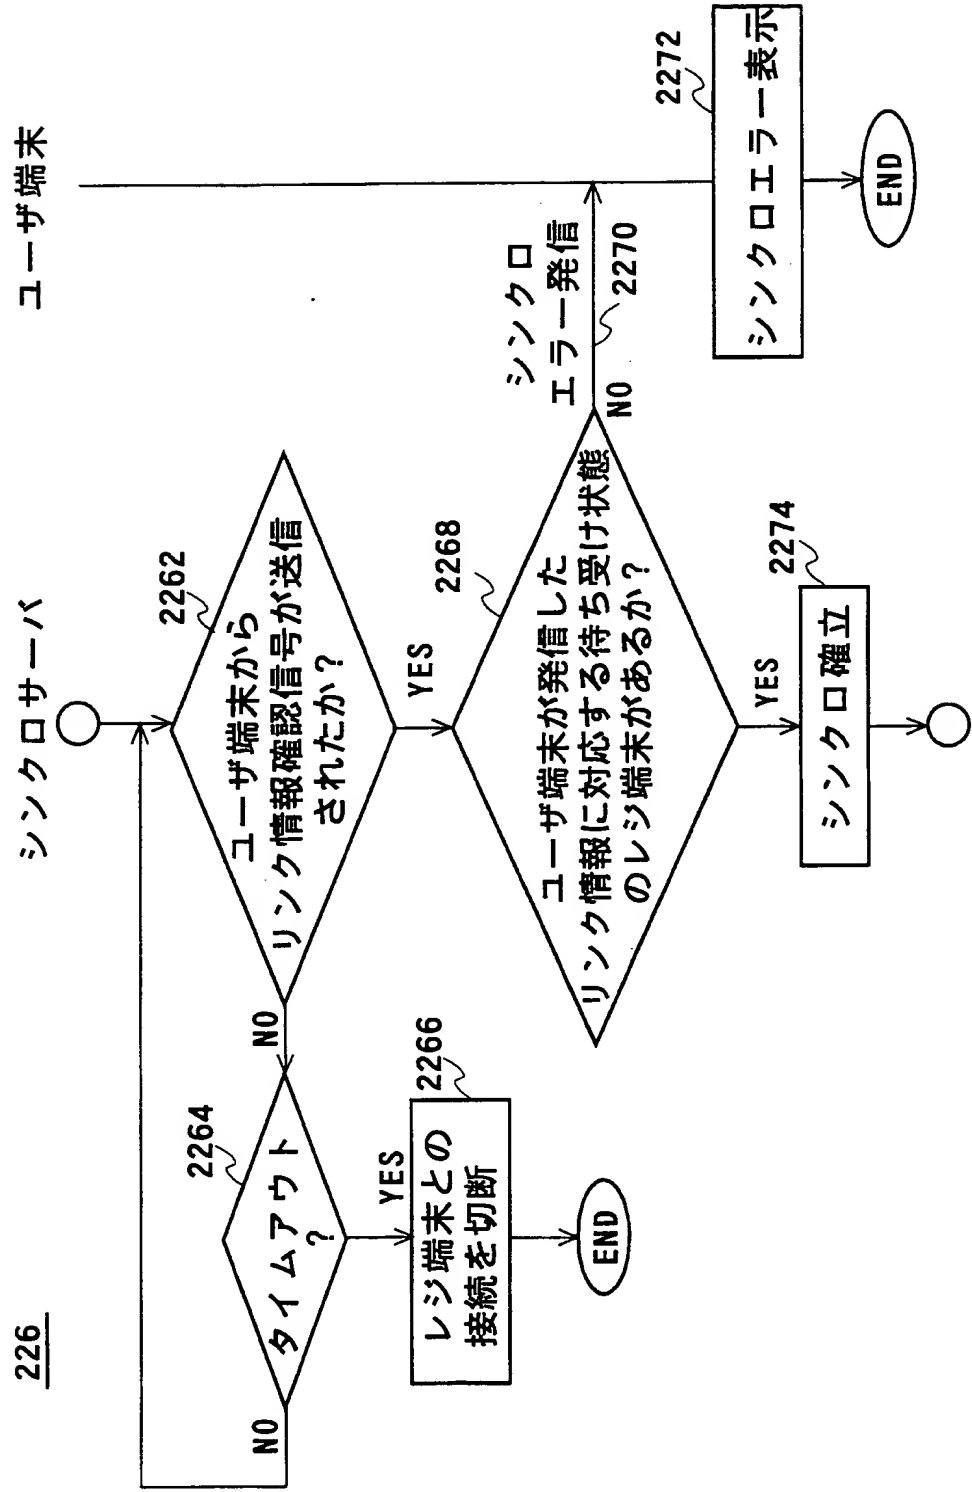 226
シンクロサーバ
ユーザ端末
2262
ユーザ端末から
リンク情報確認信号が送信
されたか？
NO
YES
2264
タイムアウト
？
NO
YES
2266
レジ端末との
接続を切断
END
2268
ユーザ端末が発信した
リンク情報に対応する待ち受け状態
のレジ端末があるか？
NO
YES
シンクロ
エラー発信
2270
2272
シンクロエラー表示
END
2274
シンクロ確立